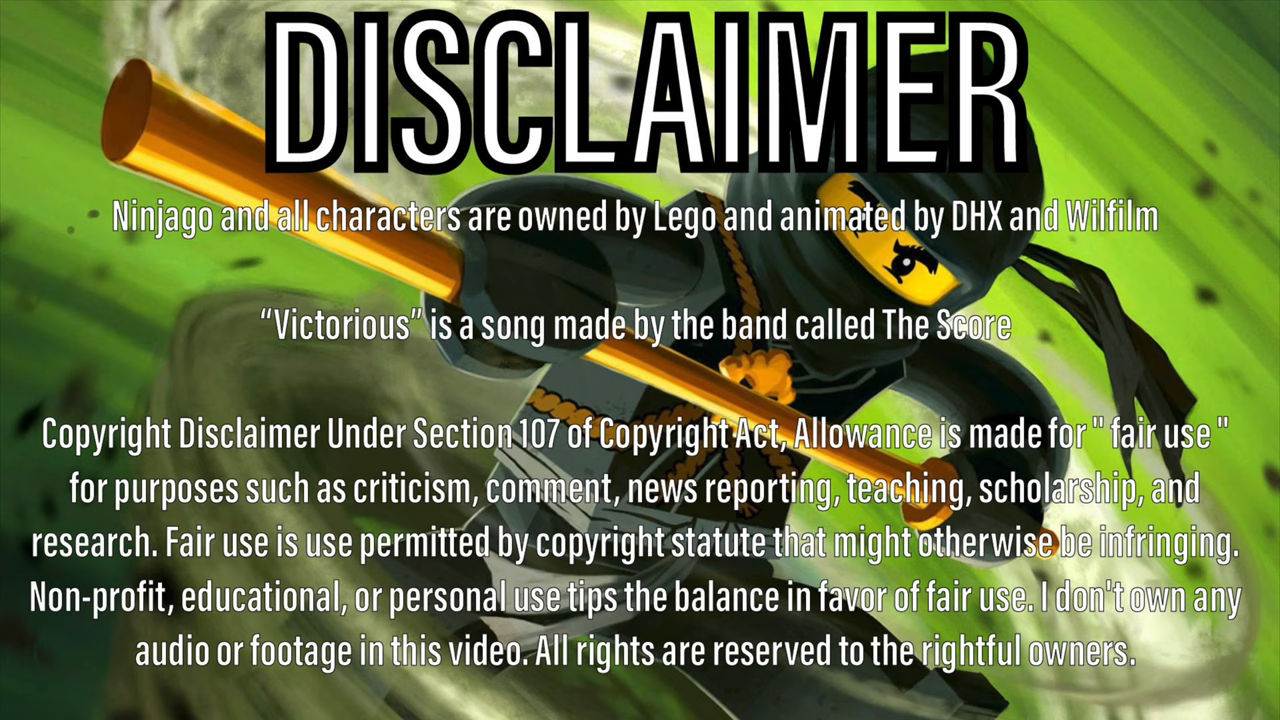 DISCLAIMER
Ninjago and all characters are owned by Lego and animated by DHX and Wilfilm
“Victorious” is a song made by the band called The Score
Copyright Disclaimer Under Section 107 of Copyright Act, Allowance is made for " fair use "
for purposes such as criticism, comment, news reporting, teaching, scholarship, and
research. Fair use is use permitted by copyright statute that might otherwise be infringing.
Non-profit, educational, or personal use tips the balance in favor of fair use. I don't own any
audio or footage in this video. All rights are reserved to the rightful owners.